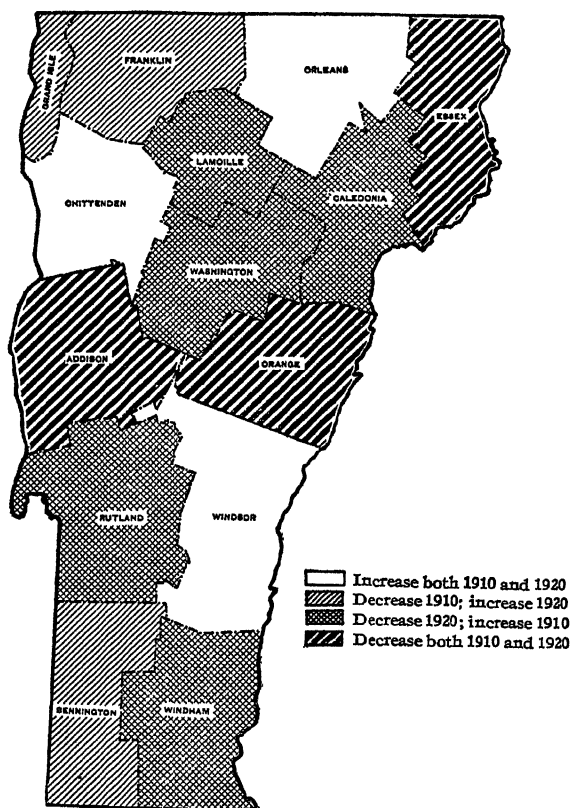 FRANKLIN
ORLEANS
GRAND ISLE
ESSEX
LAMOILLE
CHITTENDEN
CALEDONIA
WASHINGTON
ADDISON
ORANGE
RUTLAND
WINDSOR
Increase both 1910 and 1920
Decrease 1910; increase 1920
Decrease 1920; increase 1910
Decrease both 1910 and 1920
BENNINGTON
WINDHAM